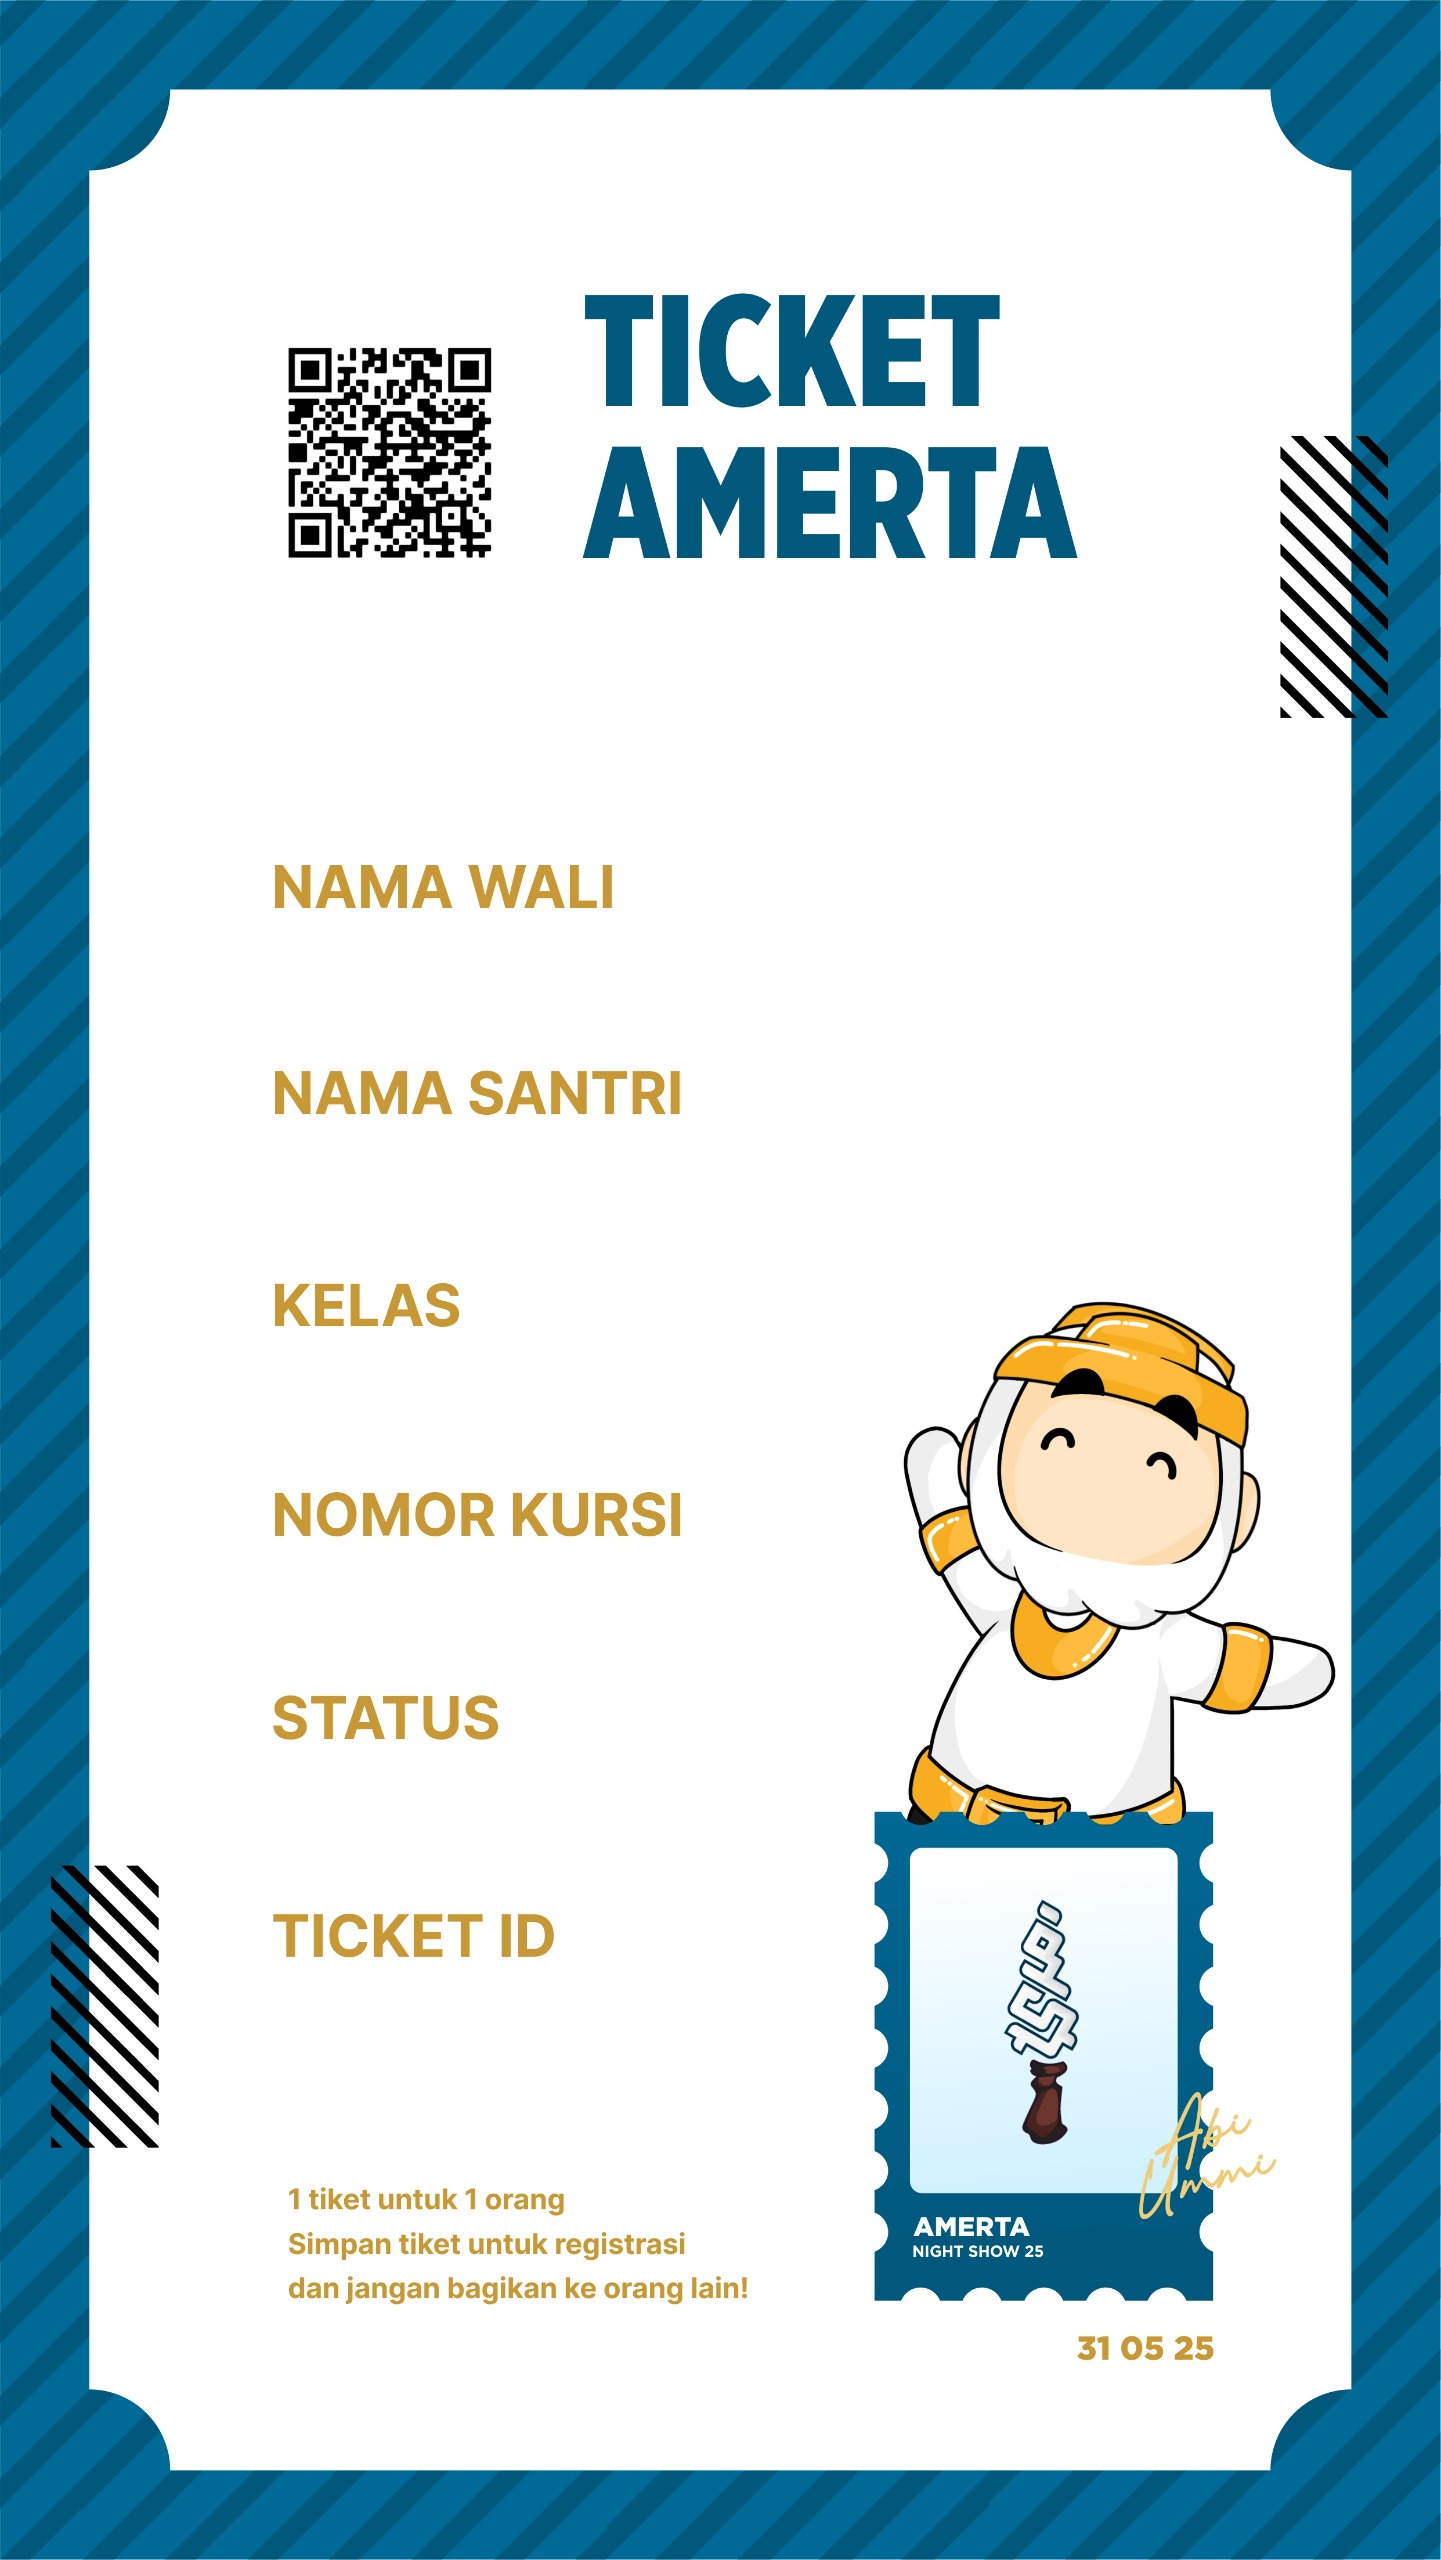 TICKET
AMERTA
NAMA WALI
NAMA SANTRI
KELAS
NOMOR KURSI
STATUS
TICKET ID
1 tiket untuk 1 orang
Simpan tiket untuk registrasi
dan jangan bagikan ke orang lain!
Abi
Ummi
AMERTA
NIGHT SHOW 25
31 05 25